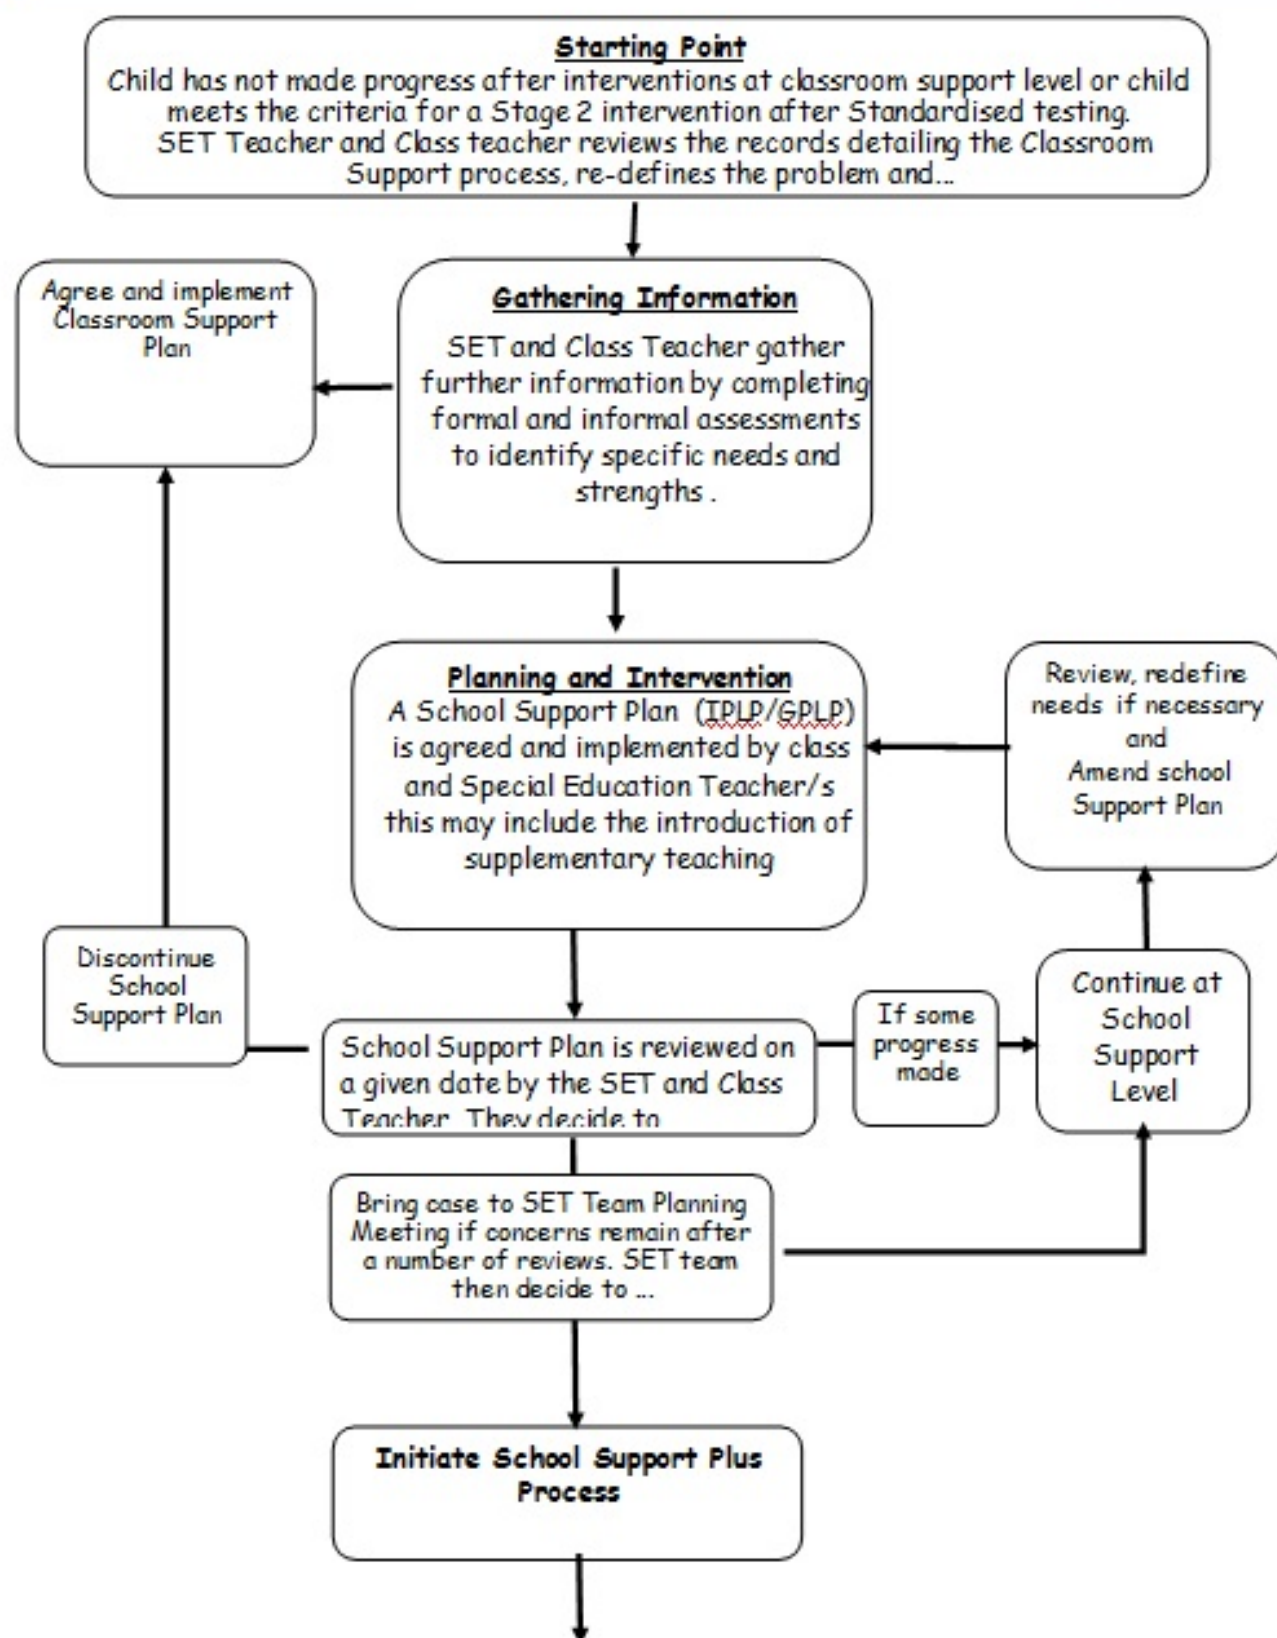 Starting Point
Child has not made progress after interventions at classroom support level or child
meets the criteria for a Stage 2 intervention after Standardised testing.
SET Teacher and Class teacher reviews the records detailing the Classroom
Support process, re-defines the problem and...
Agree and implement
Classroom Support
Plan
Gathering Information
SET and Class Teacher gather
further information by completing
formal and informal assessments
to identify specific needs and
strengths .
Planning and Intervention
A School Support Plan (IPLP/GPLP)
is agreed and implemented by class
and Special Education Teacher/s
this may include the introduction of
supplementary teaching
Review, redefine
needs if necessary
and
Amend school
Support Plan
Discontinue
School
Support Plan
School Support Plan is reviewed on
a given date by the SET and Class
Teacher. They decide to
If some
progress
made
Continue at
School
Support
Level
Bring case to SET Team Planning
Meeting if concerns remain after
a number of reviews. SET team
then decide to ...
Initiate School Support Plus
Process